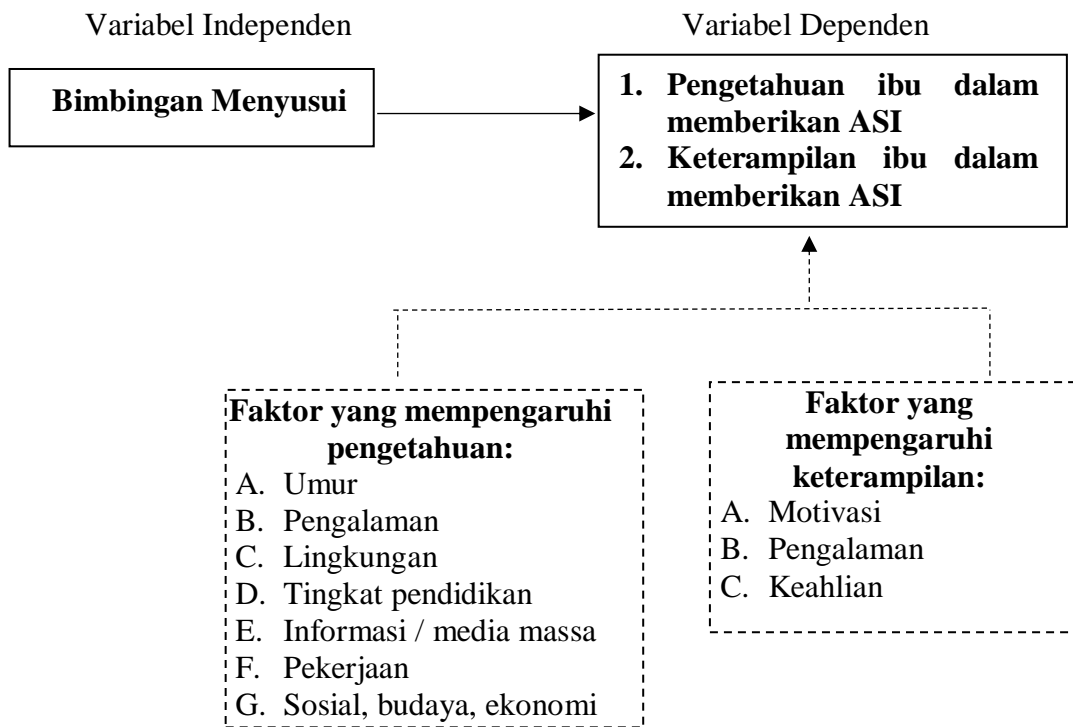 Variabel Independen
Variabel Dependen
Bimbingan Menyusui
1. Pengetahuan ibu dalam
memberikan ASI
2. Keterampilan ibu dalam
memberikan ASI
Faktor yang mempengaruhi
pengetahuan:
A. Umur
B. Pengalaman
C. Lingkungan
D. Tingkat pendidikan
E. Informasi / media massa
F. Pekerjaan
G. Sosial, budaya, ekonomi
Faktor yang
mempengaruhi
keterampilan:
A. Motivasi
B. Pengalaman
C. Keahlian